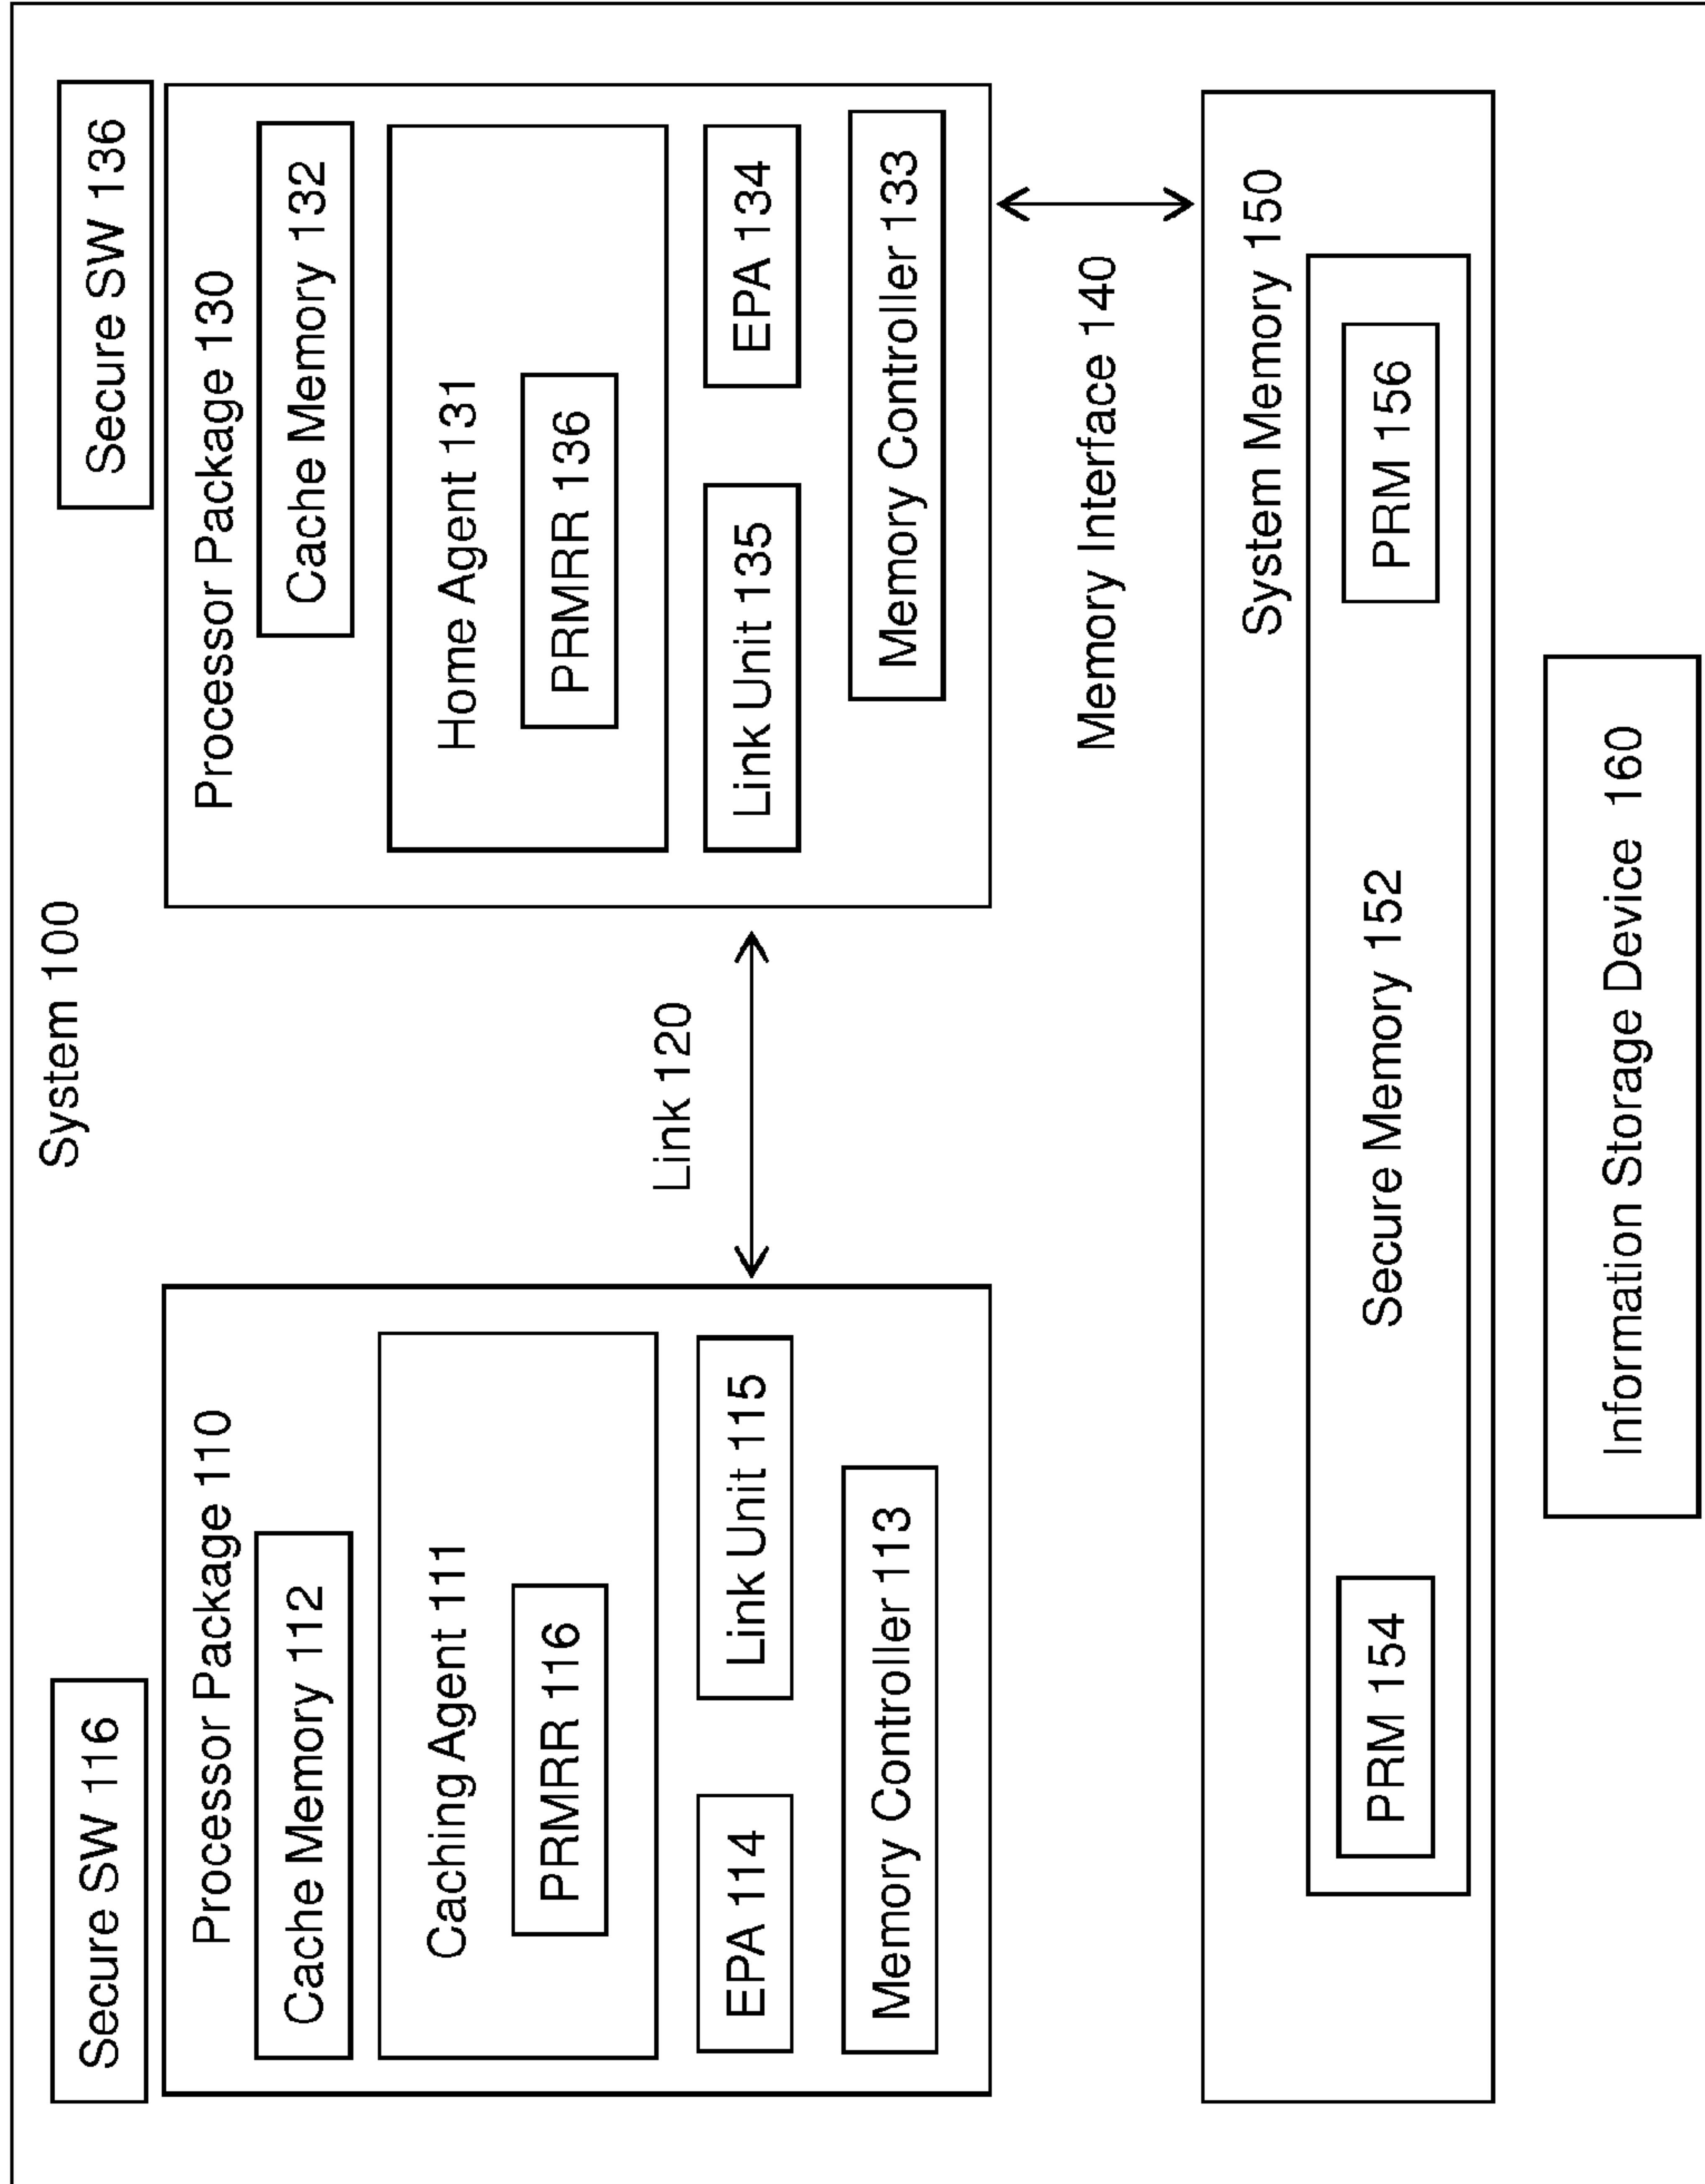 System 100
Secure SW 116
Processor Package 110
Cache Memory 112
Caching Agent 111
PRMRR 116
EPA 114
Link Unit 115
Memory Controller 113
Link 120
Secure SW 136
Processor Package 130
Cache Memory 132
Home Agent 131
PRMRR 136
Link Unit 135
EPA 134
Memory Controller 133
Memory Interface 140
System Memory 150
PRM 154
Secure Memory 152
PRM 156
Information Storage Device 160